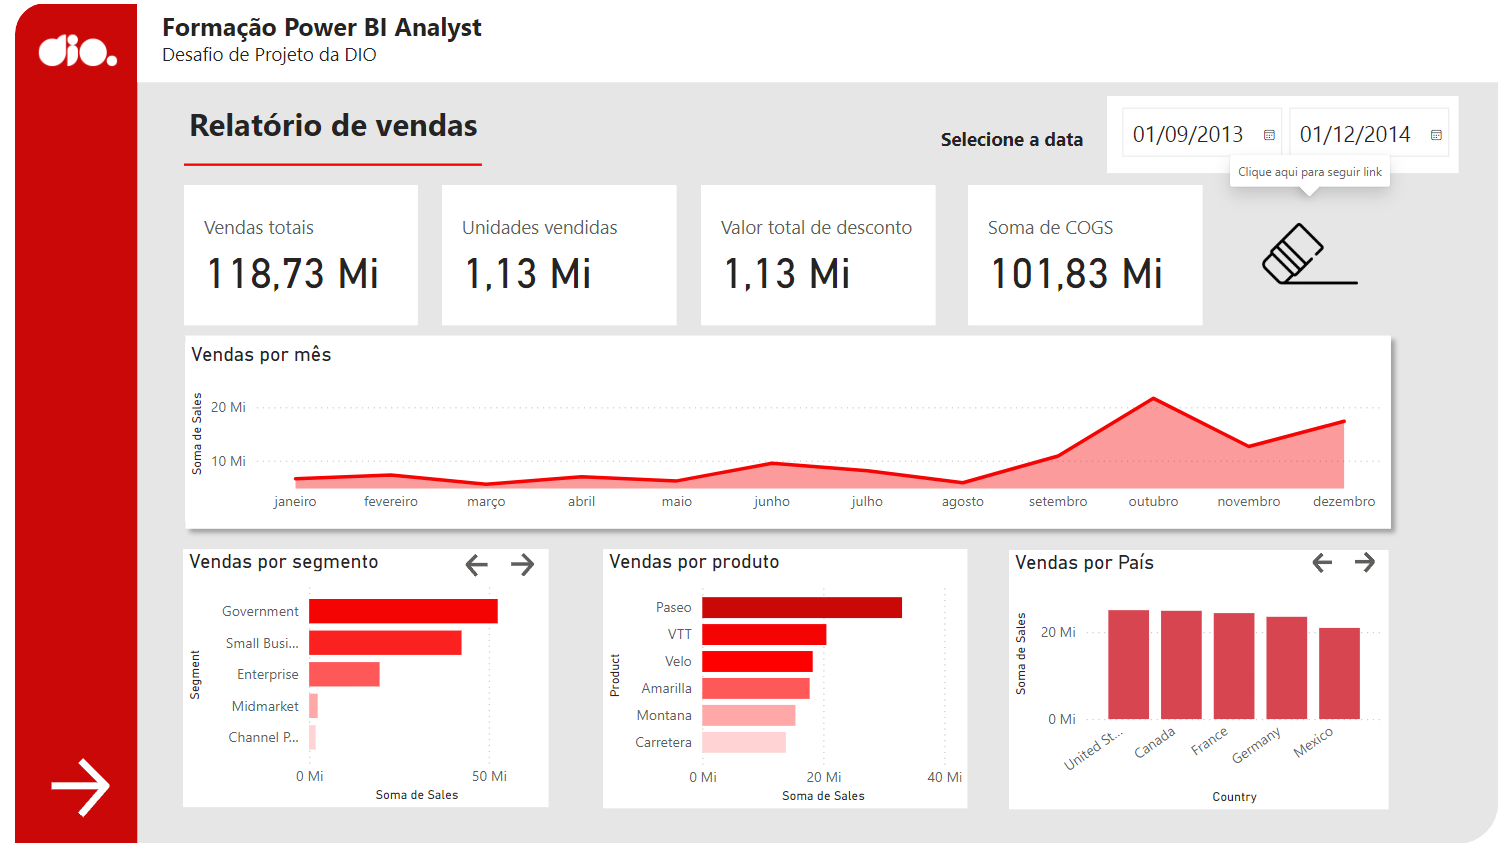 dio.
Formação Power BI Analyst
Desafio de Projeto da DIO
Relatório de vendas
Selecione a data
01/09/2013
01/12/2014
Clique aqui para seguir link
Vendas totais
118,73 Mi
Unidades vendidas
1,13 Mi
Valor total de desconto
1,13 Mi
Soma de COGS
101,83 Mi
Vendas por mês
Soma de Sales
20 Mi
10 Mi
janeiro
fevereiro
março
abril
maio
junho
julho
agosto
setembro
outubro
novembro
dezembro
Vendas por segmento
Segment
Government
Small Busi...
Enterprise
Midmarket
Channel P...
0 Mi
50 Mi
Soma de Sales
Vendas por produto
Product
Paseo
VTT
Velo
Amarilla
Montana
Carretera
0 Mi
20 Mi
40 Mi
Soma de Sales
Vendas por País
Soma de Sales
20 Mi
0 Mi
United St...
Canada
France
Germany
Mexico
Country